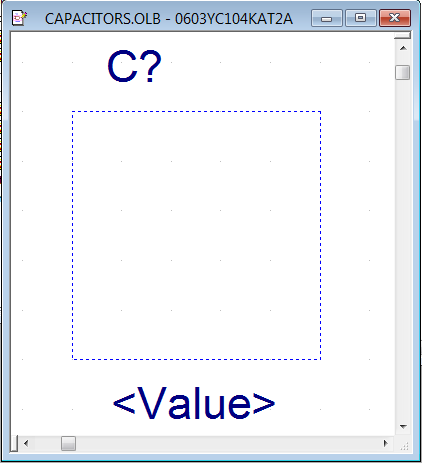 CAPACITORS.OLB - 0603YC104KAT2A
C?
<Value>